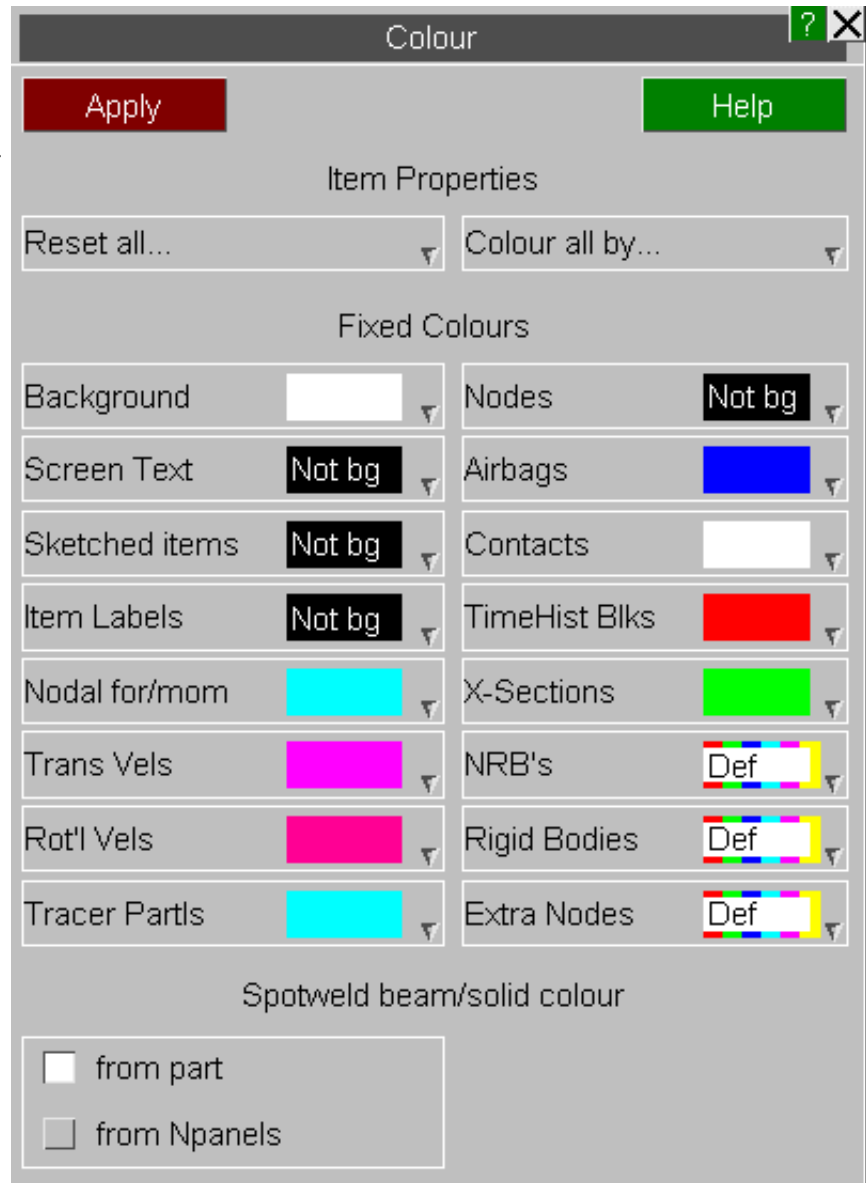 Colour
?
Apply Help
Item Properties
Reset all... Colour all by...
Fixed Colours
Background Nodes Not bg
Screen Text Not bg Airbags
Sketched items Not bg Contacts
Item Labels Not bg TimeHist Blks
Nodal for/mom X-Sections
Trans Vels NRB's Def
Rot'l Vels Rigid Bodies Def
Tracer Partls Extra Nodes Def
Spotweld beam/solid colour
from part
from Npanels